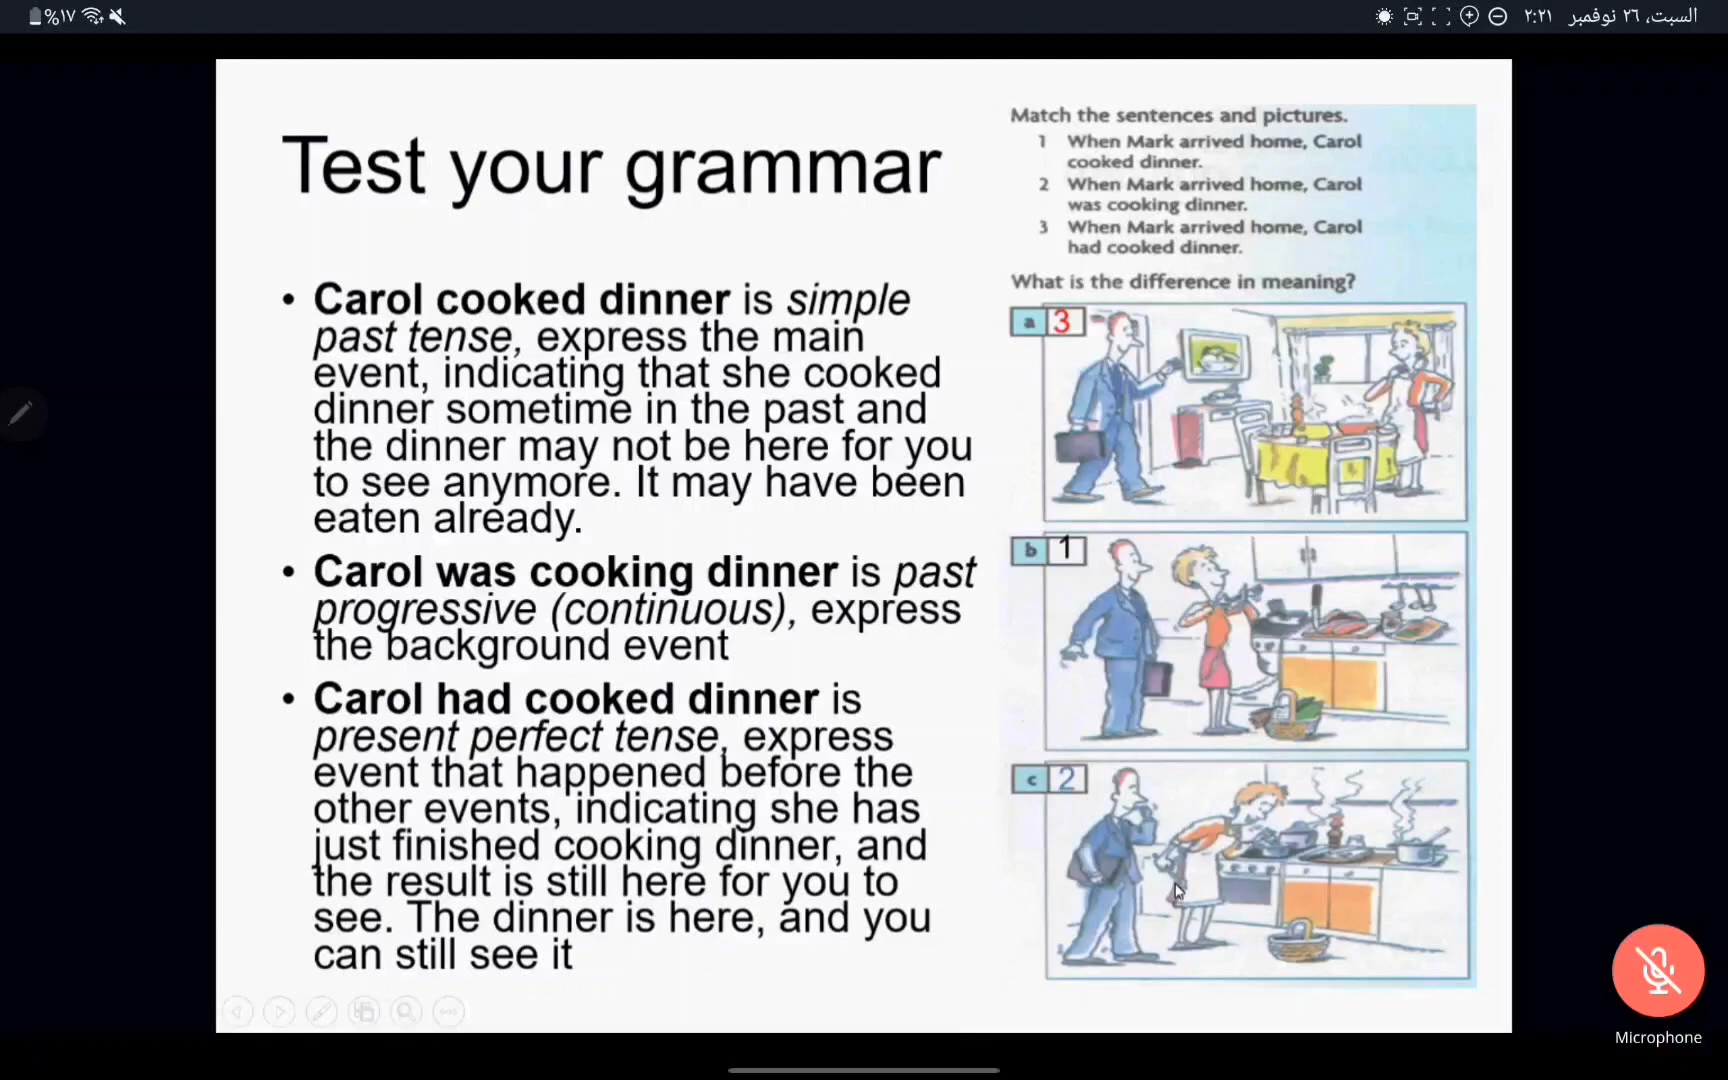 %١٧
السبت، ٢٦ نوفمبر ٢:٢١
Test your grammar
• Carol cooked dinner is simple
past tense, express the main
event, indicating that she cooked
dinner sometime in the past and
the dinner may not be here for you
to see anymore. It may have been
eaten already.
• Carol was cooking dinner is past
progressive (continuous), express
the background event
• Carol had cooked dinner is
present perfect tense, express
event that happened before the
other events, indicating she has
just finished cooking dinner, and
the result is still here for you to
see. The dinner is here, and you
can still see it
Match the sentences and pictures.
1 When Mark arrived home, Carol
cooked dinner.
2 When Mark arrived home, Carol
was cooking dinner.
3 When Mark arrived home, Carol
had cooked dinner.
What is the difference in meaning?
a 3
b 1
c 2
Microphone